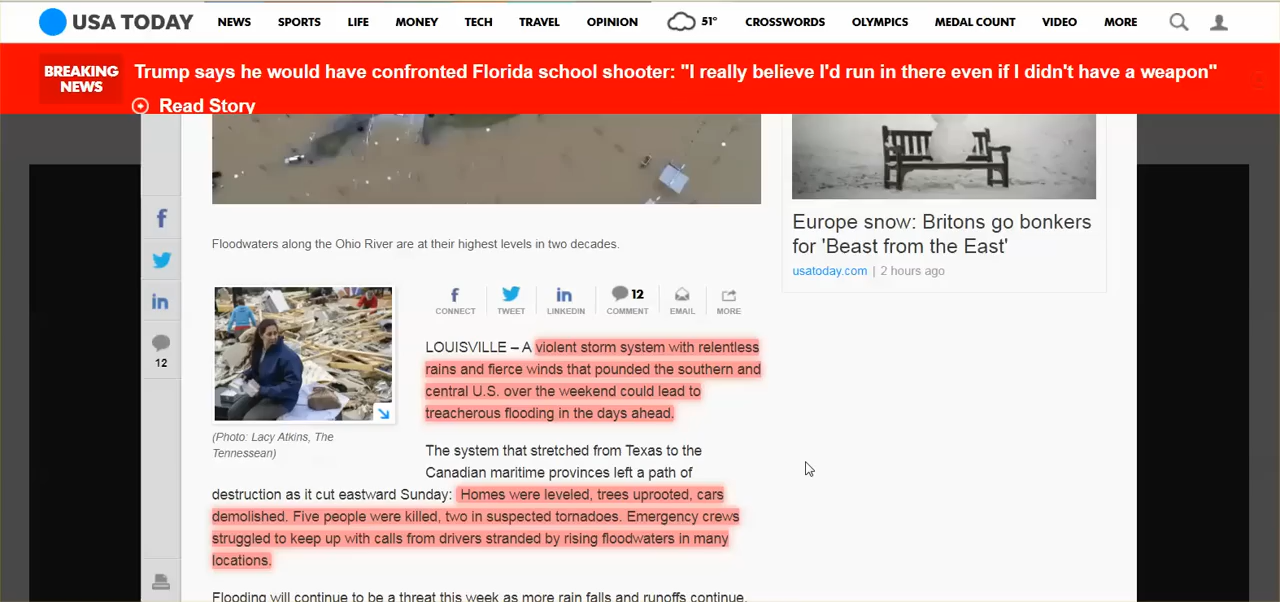 USA TODAY
NEWS SPORTS LIFE MONEY TECH TRAVEL OPINION 51° CROSSWORDS OLYMPICS MEDAL COUNT VIDEO MORE
BREAKING NEWS
Trump says he would have confronted Florida school shooter: "I really believe I'd run in there even if I didn't have a weapon"
Read Story
Floodwaters along the Ohio River are at their highest levels in two decades.
Europe snow: Britons go bonkers
for 'Beast from the East'
usatoday.com | 2 hours ago
12
(Photo: Lacy Atkins, The
Tennessean)
12
CONNECT TWEET LINKEDIN COMMENT EMAIL MORE
LOUISVILLE – A violent storm system with relentless
rains and fierce winds that pounded the southern and
central U.S. over the weekend could lead to
treacherous flooding in the days ahead.
The system that stretched from Texas to the
Canadian maritime provinces left a path of
destruction as it cut eastward Sunday: Homes were leveled, trees uprooted, cars
demolished. Five people were killed, two in suspected tornadoes. Emergency crews
struggled to keep up with calls from drivers stranded by rising floodwaters in many
locations.
Flooding will continue to be a threat this week as more rain falls and runoffs continue,